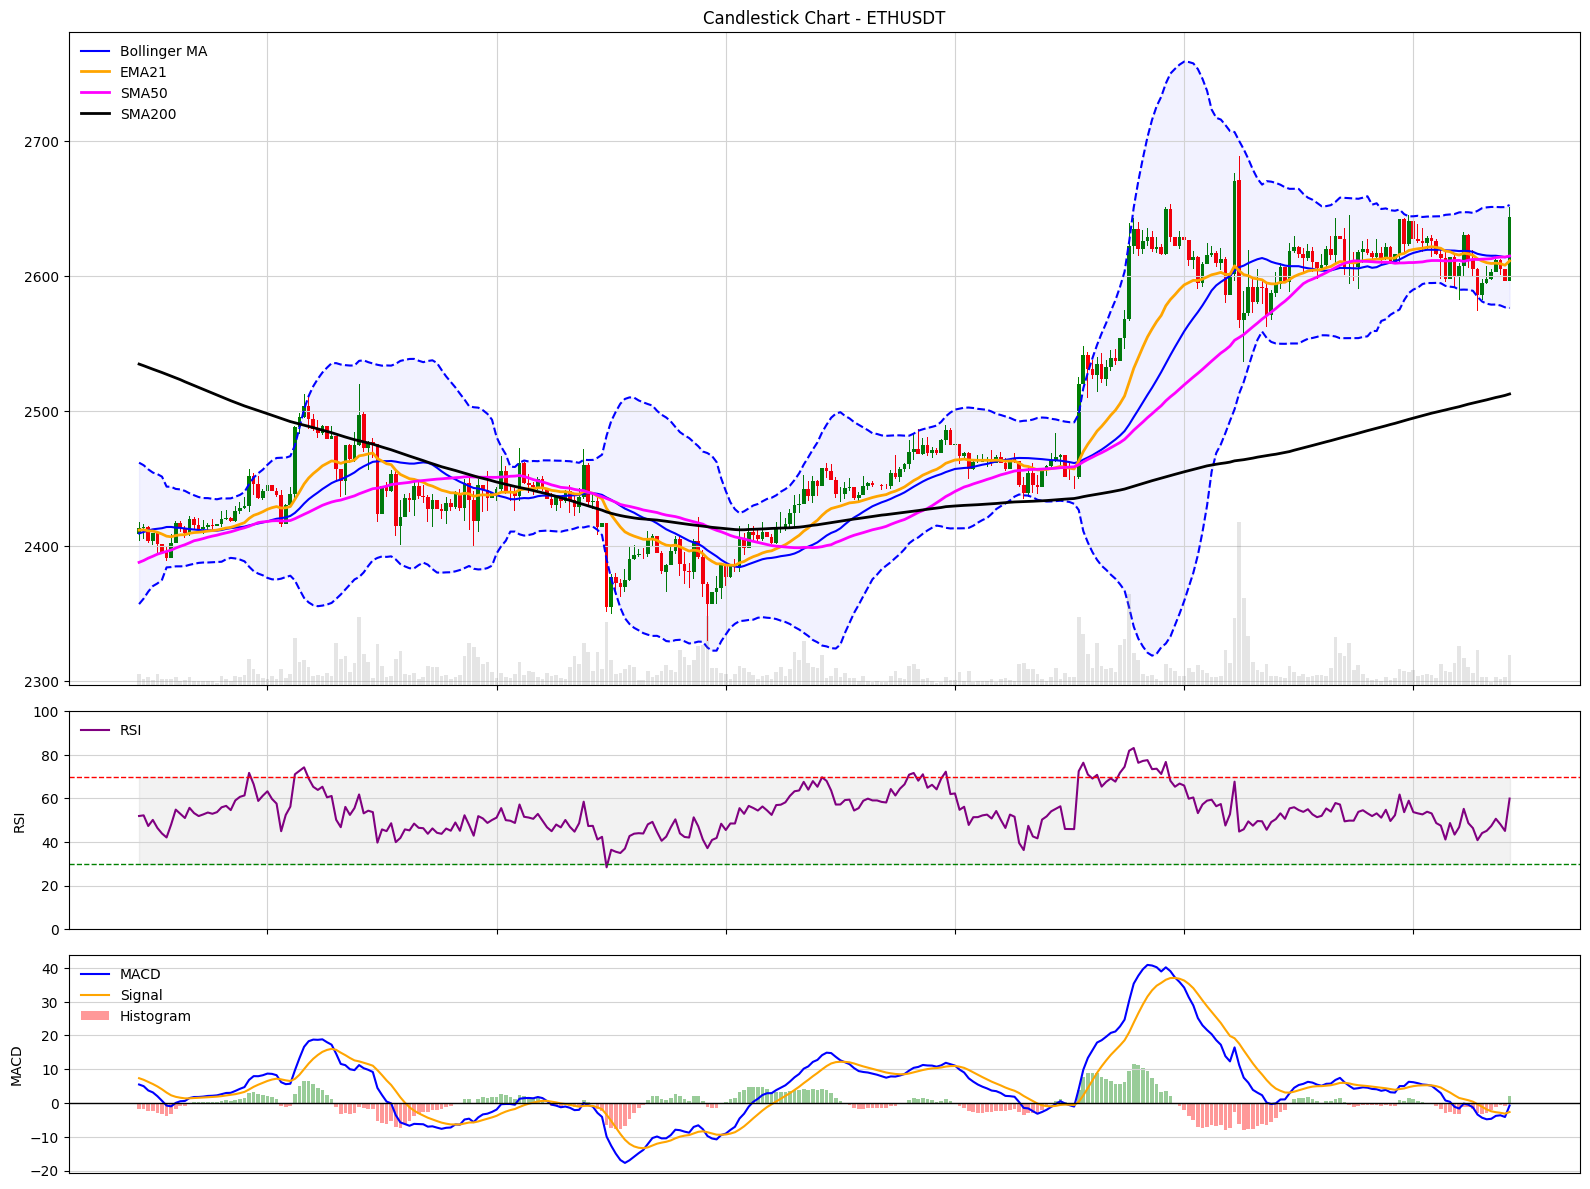 Candlestick Chart - ETHUSDT
Bollinger MA
EMA21
SMA50
SMA200
2700
2600
2500
2400
2300
RSI
100
80
60
40
20
0
RSI
MACD
Signal
Histogram
40
30
20
10
0
−10
−20
MACD